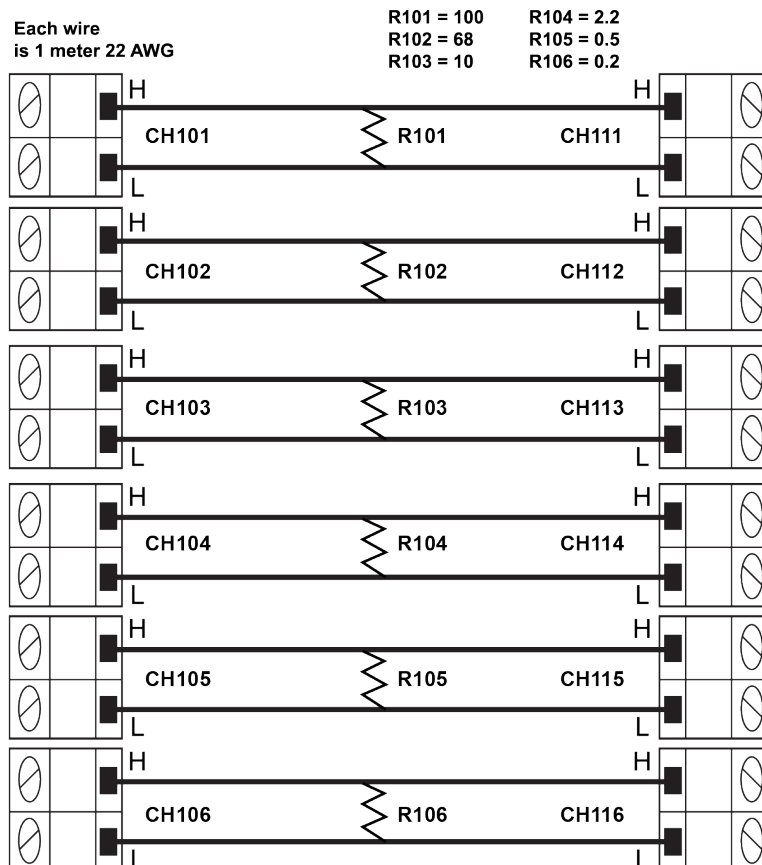 Each wire
is 1 meter 22 AWG
R101 = 100 R104 = 2.2
R102 = 68 R105 = 0.5
R103 = 10 R106 = 0.2
H H
CH101 R101 CH111
L L
H H
CH102 R102 CH112
L L
H H
CH103 R103 CH113
L L
H H
CH104 R104 CH114
L L
H H
CH105 R105 CH115
L L
H H
CH106 R106 CH116
L L